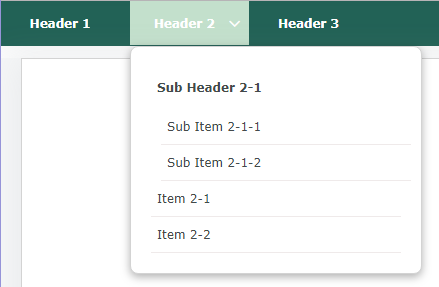 Header 1 Header 2 Header 3
Sub Header 2-1
Sub Item 2-1-1
Sub Item 2-1-2
Item 2-1
Item 2-2